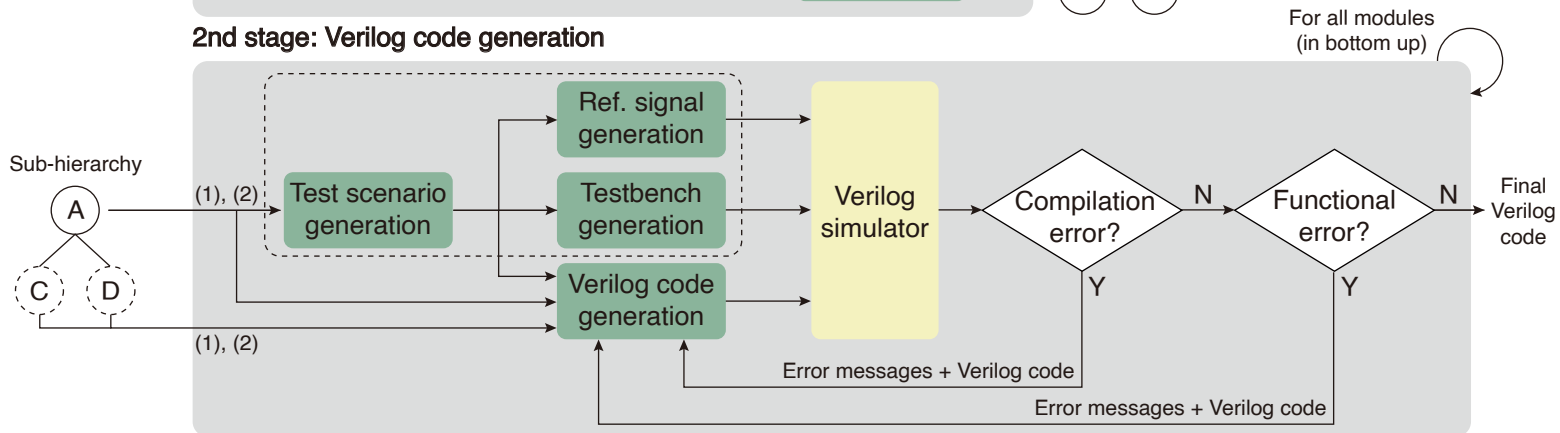 For all modules
(in bottom up)
2nd stage: Verilog code generation
Ref. signal
generation
Sub-hierarchy
A
C
D
(1), (2)
Test scenario
generation
Testbench
generation
Verilog
simulator
Compilation
error?
N
Functional
error?
N
Final
Verilog
code
Verilog code
generation
(1), (2)
Y
Y
Error messages + Verilog code
Error messages + Verilog code